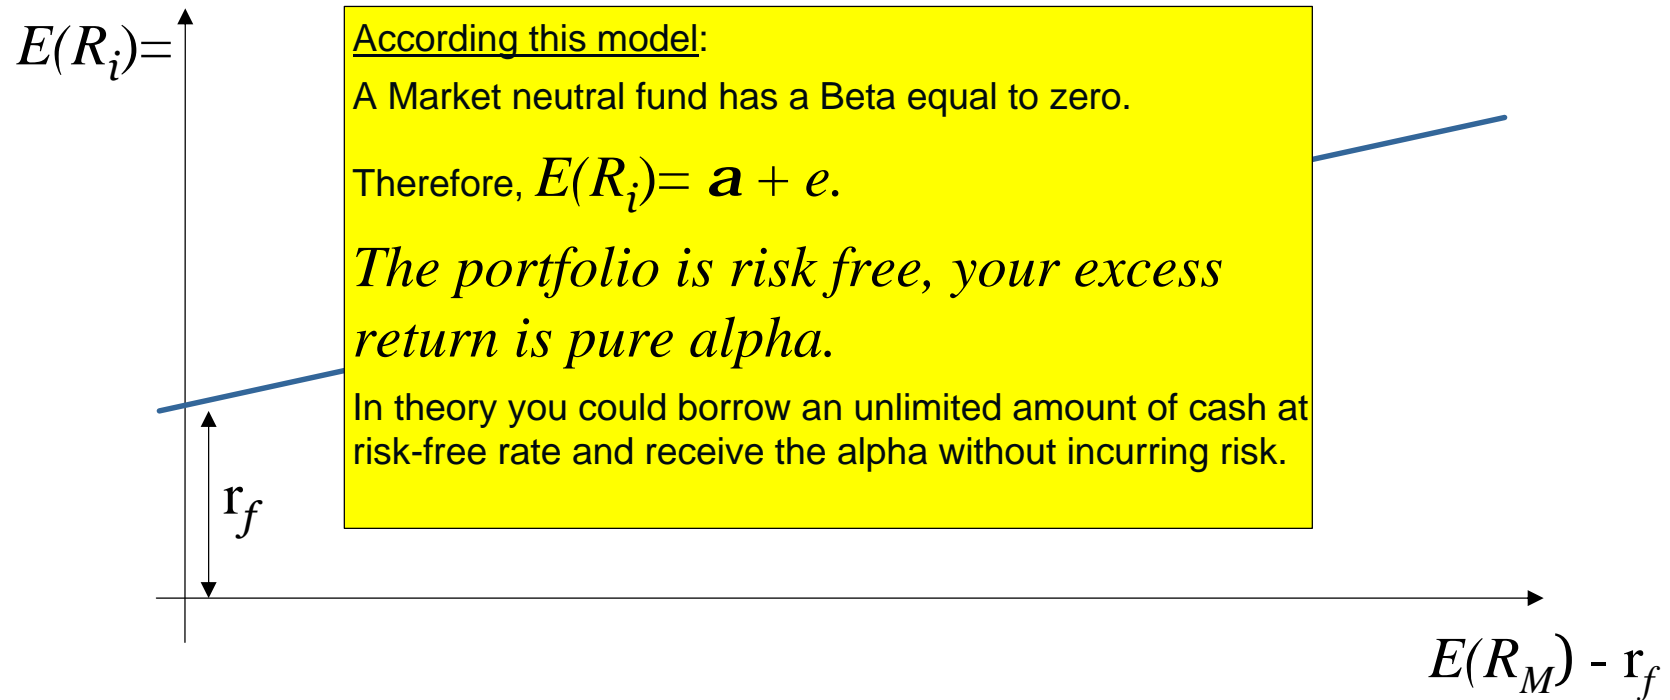 E(Ri)=
According this model:
A Market neutral fund has a Beta equal to zero.
Therefore, E(Ri)= a + e.
The portfolio is risk free, your excess
return is pure alpha.
In theory you could borrow an unlimited amount of cash at
risk-free rate and receive the alpha without incurring risk.
rf
E(RM) - rf